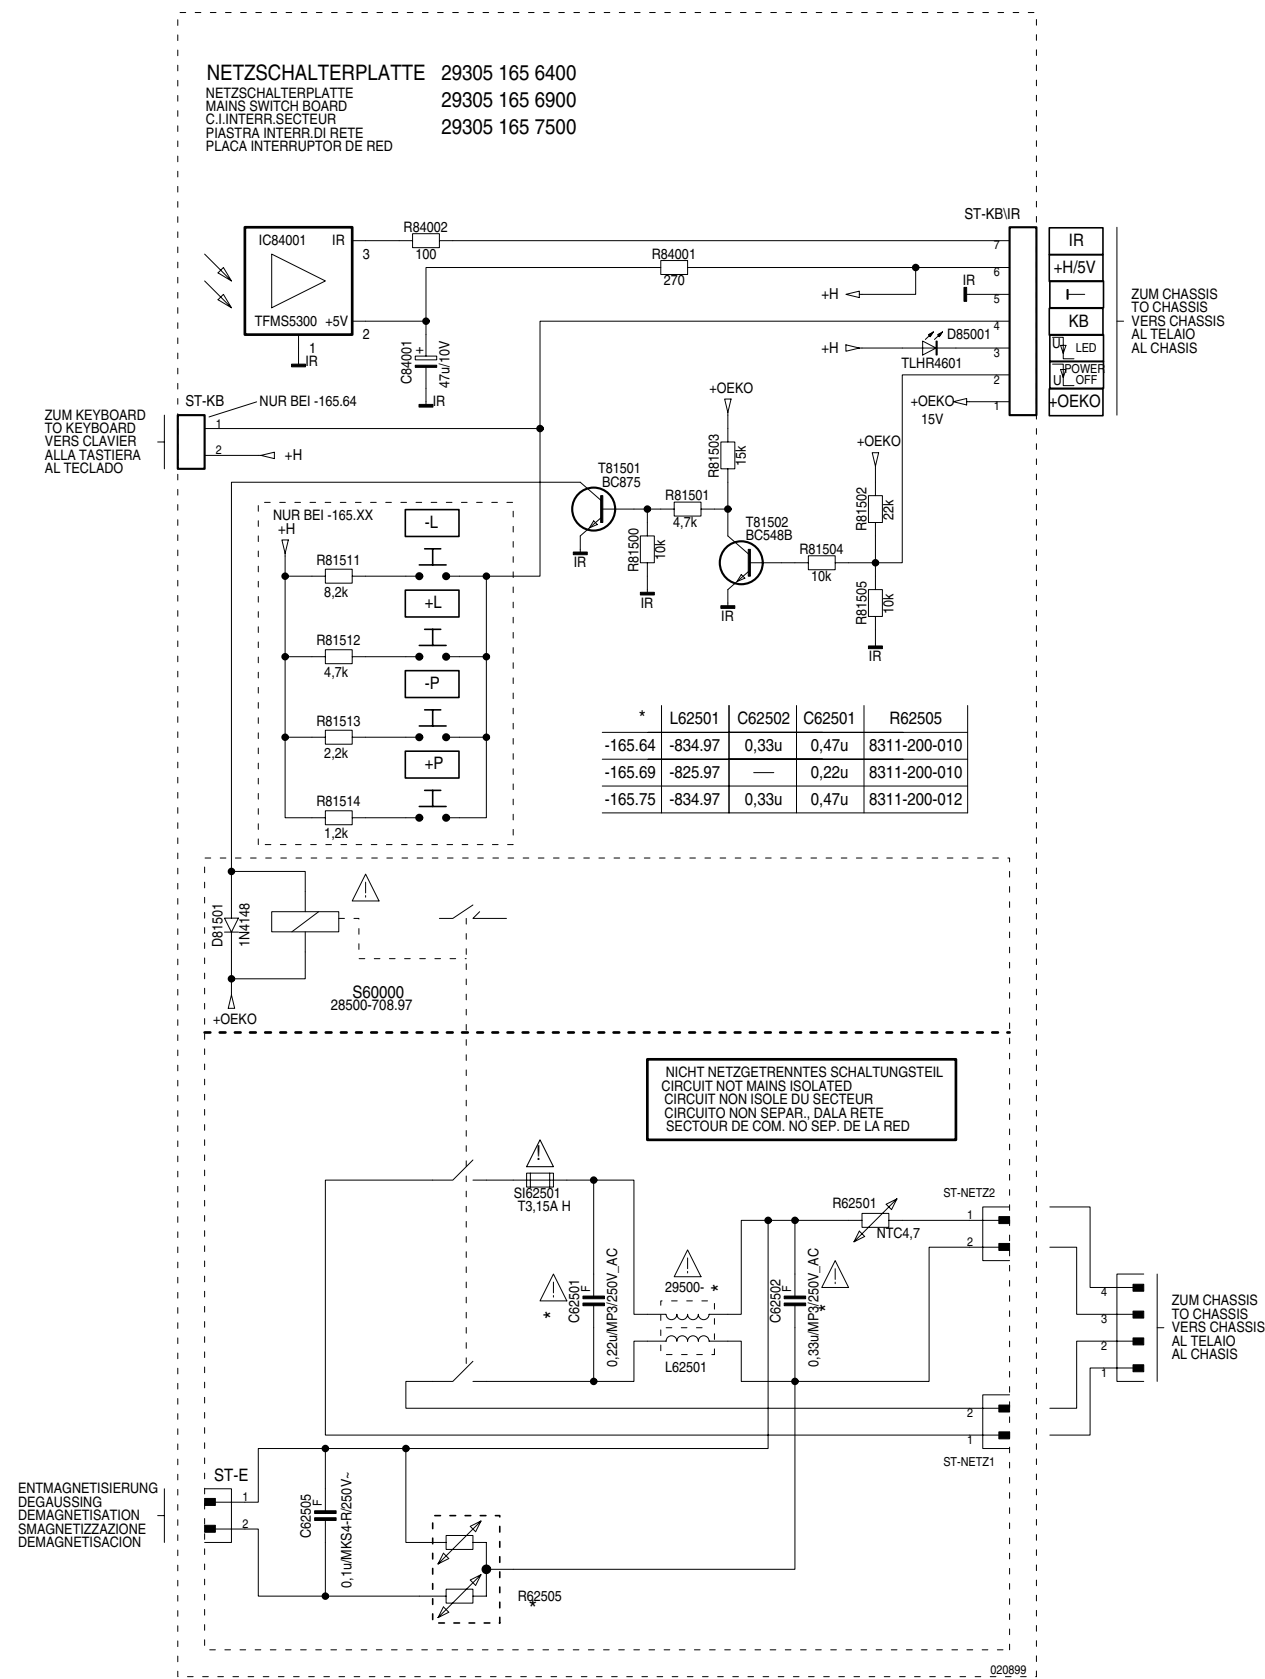 NETZSCHALTERPLATTE 29305 165 6400
NETZSCHALTERPLATTE
MAINS SWITCH BOARD 29305 165 6900
C.I.INTERR.SECTEUR
PIASTRA INTERR.DI RETE 29305 165 7500
PLACA INTERRUPTOR DE RED
ST-KB\IR
IC84001 IR
3
R84002
100
7
IR
R84001
270
6
+H/5V
+H
IR
5
TFMS5300 +5V
2
1
IR
C84001
+
47u/10V
IR
4
KB
+H
D85001
TLHR4601
3
U LED
2
POWER
U OFF
+OEKO
15V
1
+OEKO
ZUM CHASSIS
TO CHASSIS
VERS CHASSIS
AL TELAIO
AL CHASIS
ST-KB
NUR BEI -165.64
1
2
+H
ZUM KEYBOARD
TO KEYBOARD
VERS CLAVIER
ALLA TASTIERA
AL TECLADO
+OEKO
R81503
15k
+OEKO
R81502
22k
T81501
BC875
R81501
4,7k
T81502
BC548B
R81500
10k
R81504
10k
R81505
10k
IR
IR
IR
IR
NUR BEI -165.XX
+H
-L
R81511
8,2k
+L
R81512
4,7k
-P
R81513
2,2k
+P
R81514
1,2k
* L62501 C62502 C62501 R62505
-165.64 -834.97 0,33u 0,47u 8311-200-010
-165.69 -825.97 — 0,22u 8311-200-010
-165.75 -834.97 0,33u 0,47u 8311-200-012
D81501
1N4148
!
S60000
28500-708.97
+OEKO
NICHT NETZGETRENNTES SCHALTUNGSTEIL
CIRCUIT NOT MAINS ISOLATED
CIRCUIT NON ISOLE DU SECTEUR
CIRCUITO NON SEPAR., DALA RETE
SECTOUR DE COM. NO SEP. DE LA RED
!
SI62501
T3,15A H
R62501
NTC4,7
ST-NETZ2
1
2
!
*
C62501
F
0,22u/MP3/250V_AC
!
29500- *
L62501
C62502
F
!
*
0,33u/MP3/250V_AC
4
3
2
1
ZUM CHASSIS
TO CHASSIS
VERS CHASSIS
AL TELAIO
AL CHASIS
2
1
ST-NETZ1
ENTMAGNETISIERUNG
DEGAUSSING
DEMAGNETISATION
SMAGNETIZZAZIONE
DEMAGNETISACION
ST-E
1
2
C62505
F
0,1u/MKS4-R/250V~
R62505
*
020899